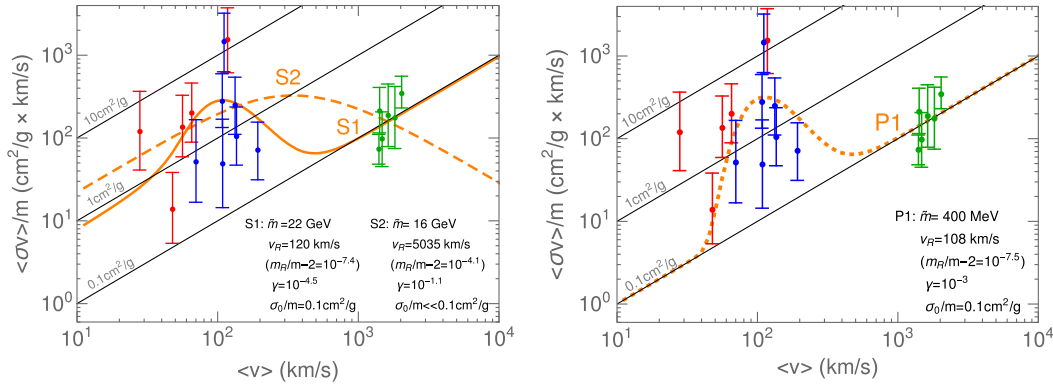 <σv>/m (cm²/g × km/s)
10³
10²
10¹
10⁰
10cm²/g
1cm²/g
0.1cm²/g
S2
S1
S1: m̃=22 GeV
v_R=120 km/s
(m_R/m−2=10^−7.4)
γ=10^−4.5
σ₀/m=0.1cm²/g
S2: m̃= 16 GeV
v_R=5035 km/s
(m_R/m−2=10^−4.1)
γ=10^−1.1
σ₀/m<<0.1cm²/g
10¹ 10² 10³ 10⁴
<v> (km/s)
<σv>/m (cm²/g × km/s)
10³
10²
10¹
10⁰
10cm²/g
1cm²/g
0.1cm²/g
P1
P1: m̃= 400 MeV
v_R=108 km/s
(m_R/m−2=10^−7.5)
γ=10^−3
σ₀/m=0.1cm²/g
10¹ 10² 10³ 10⁴
<v> (km/s)